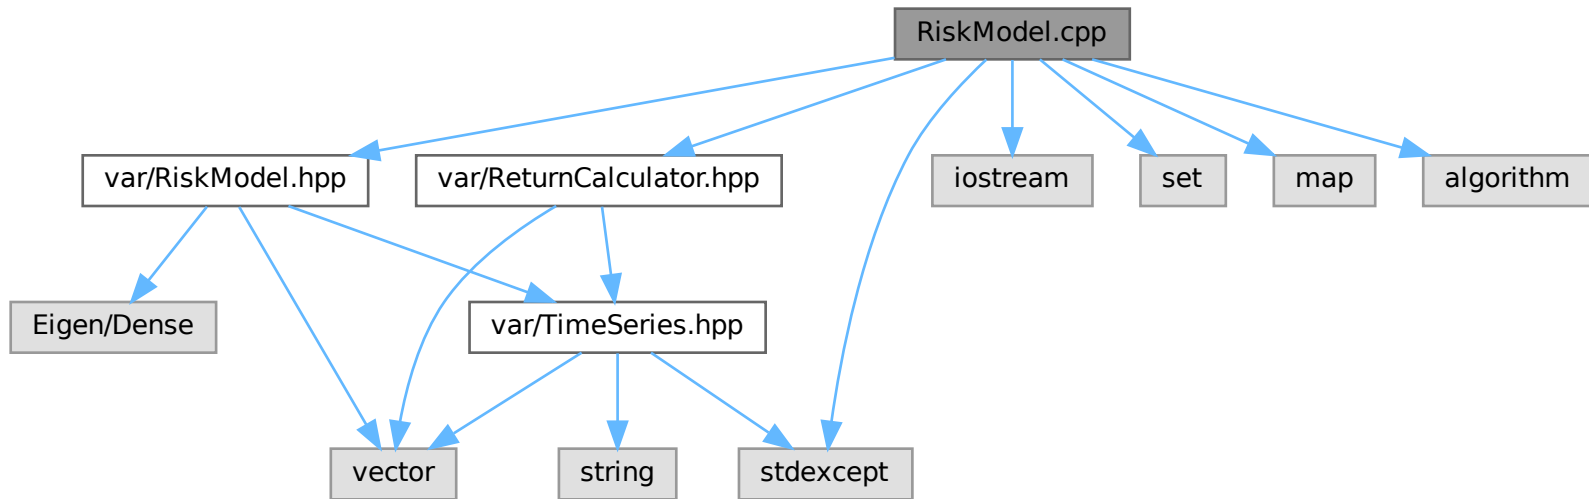 RiskModel.cpp
var/RiskModel.hpp
var/ReturnCalculator.hpp
iostream
set
map
algorithm
Eigen/Dense
var/TimeSeries.hpp
vector
string
stdexcept